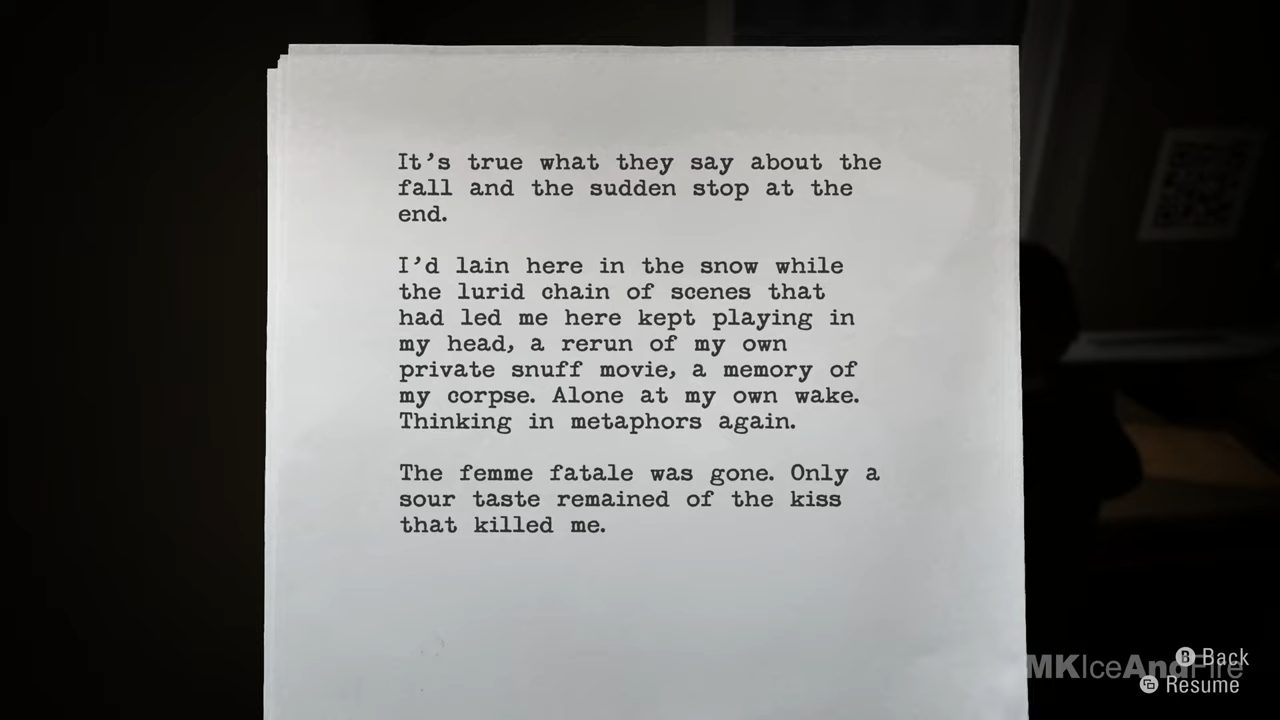 It’s true what they say about the
fall and the sudden stop at the
end.
I’d lain here in the snow while
the lurid chain of scenes that
had led me here kept playing in
my head, a rerun of my own
private snuff movie, a memory of
my corpse. Alone at my own wake.
Thinking in metaphors again.
The femme fatale was gone. Only a
sour taste remained of the kiss
that killed me.
MKIceAndFire
B Back
Resume